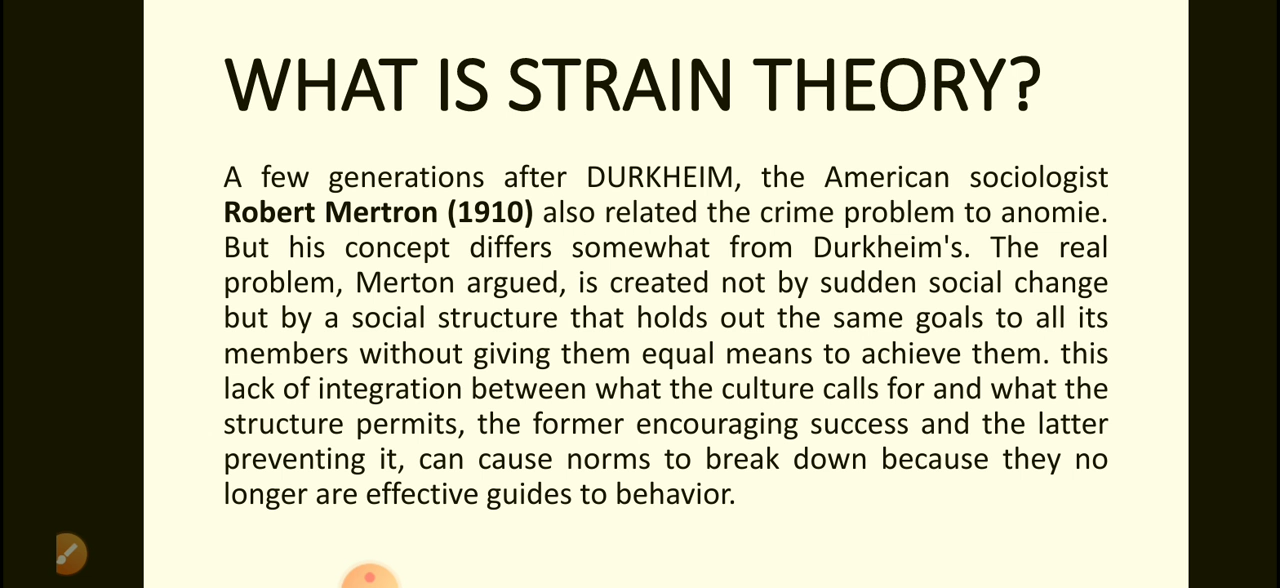 WHAT IS STRAIN THEORY?
A few generations after DURKHEIM, the American sociologist
Robert Mertron (1910) also related the crime problem to anomie.
But his concept differs somewhat from Durkheim's. The real
problem, Merton argued, is created not by sudden social change
but by a social structure that holds out the same goals to all its
members without giving them equal means to achieve them. this
lack of integration between what the culture calls for and what the
structure permits, the former encouraging success and the latter
preventing it, can cause norms to break down because they no
longer are effective guides to behavior.